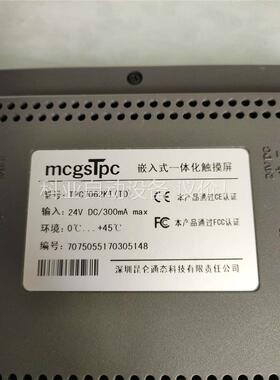 mcgsTpc 嵌入式一体化触摸屏
型号: TPC7062KT(TD) 本产品通过CE认证
输入: 24V DC/300mA max
环境: 0℃...+45℃ 本产品通过FCC认证
编号: 7075055170305148
深圳昆仑通态科技有限责任公司